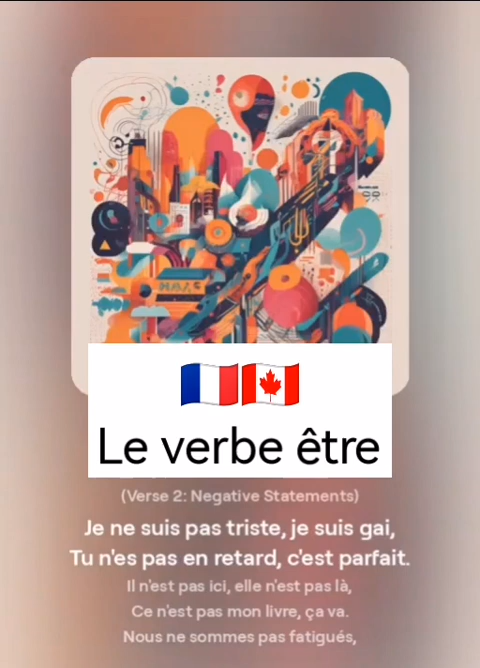 Le verbe être
(Verse 2: Negative Statements)
Je ne suis pas triste, je suis gai,
Tu n'es pas en retard, c'est parfait.
Il n'est pas ici, elle n'est pas là,
Ce n'est pas mon livre, ça va.
Nous ne sommes pas fatigués,